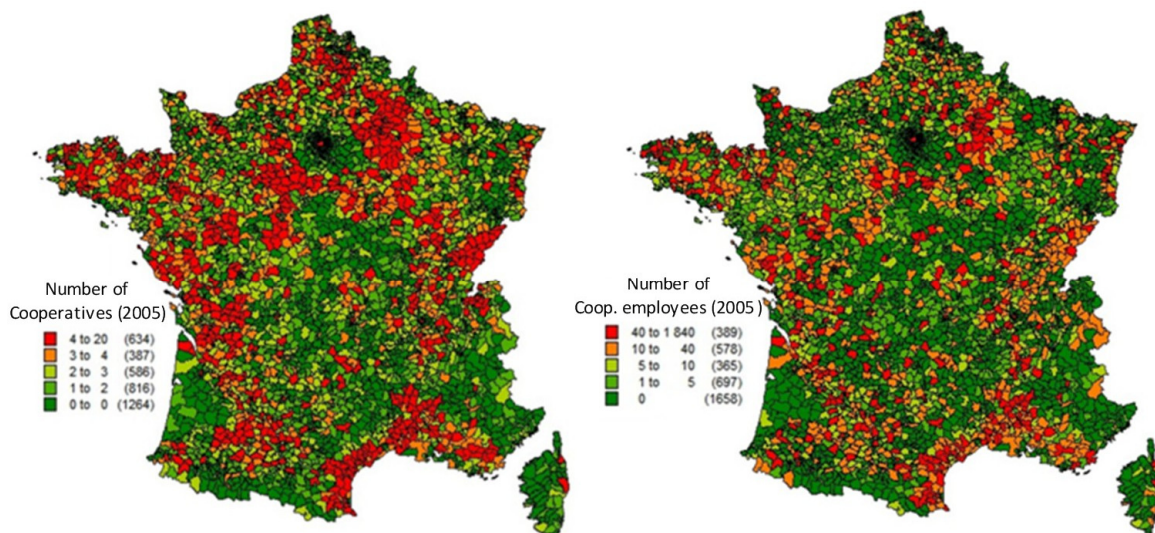 Number of
Cooperatives (2005)
4 to 20 (634)
3 to 4 (387)
2 to 3 (586)
1 to 2 (816)
0 to 0 (1264)
Number of
Coop. employees (2005)
40 to 1 840 (389)
10 to 40 (578)
5 to 10 (365)
1 to 5 (697)
0 (1658)